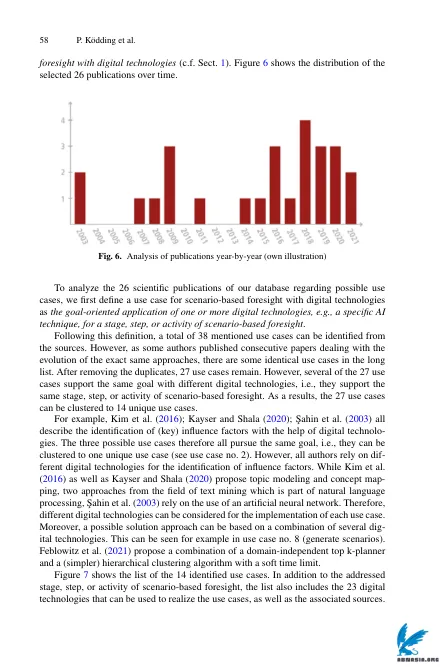 58 P. Ködding et al.
foresight with digital technologies (c.f. Sect. 1). Figure 6 shows the distribution of the
selected 26 publications over time.
4
3
2
1
2003 2004 2005 2006 2007 2008 2009 2010 2011 2012 2013 2014 2015 2016 2017 2018 2019 2020 2021
Fig. 6. Analysis of publications year-by-year (own illustration)
To analyze the 26 scientific publications of our database regarding possible use
cases, we first define a use case for scenario-based foresight with digital technologies
as the goal-oriented application of one or more digital technologies, e.g., a specific AI
technique, for a stage, step, or activity of scenario-based foresight.
Following this definition, a total of 38 mentioned use cases can be identified from
the sources. However, as some authors published consecutive papers dealing with the
evolution of the exact same approaches, there are some identical use cases in the long
list. After removing the duplicates, 27 use cases remain. However, several of the 27 use
cases support the same goal with different digital technologies, i.e., they support the
same stage, step, or activity of scenario-based foresight. As a results, the 27 use cases
can be clustered to 14 unique use cases.
For example, Kim et al. (2016); Kayser and Shala (2020); Şahin et al. (2003) all
describe the identification of (key) influence factors with the help of digital technolo-
gies. The three possible use cases therefore all pursue the same goal, i.e., they can be
clustered to one unique use case (see use case no. 2). However, all authors rely on dif-
ferent digital technologies for the identification of influence factors. While Kim et al.
(2016) as well as Kayser and Shala (2020) propose topic modeling and concept map-
ping, two approaches from the field of text mining which is part of natural language
processing, Şahin et al. (2003) rely on the use of an artificial neural network. Therefore,
different digital technologies can be considered for the implementation of each use case.
Moreover, a possible solution approach can be based on a combination of several dig-
ital technologies. This can be seen for example in use case no. 8 (generate scenarios).
Feblowitz et al. (2021) propose a combination of a domain-independent top k-planner
and a (simpler) hierarchical clustering algorithm with a soft time limit.
Figure 7 shows the list of the 14 identified use cases. In addition to the addressed
stage, step, or activity of scenario-based foresight, the list also includes the 23 digital
technologies that can be used to realize the use cases, as well as the associated sources.